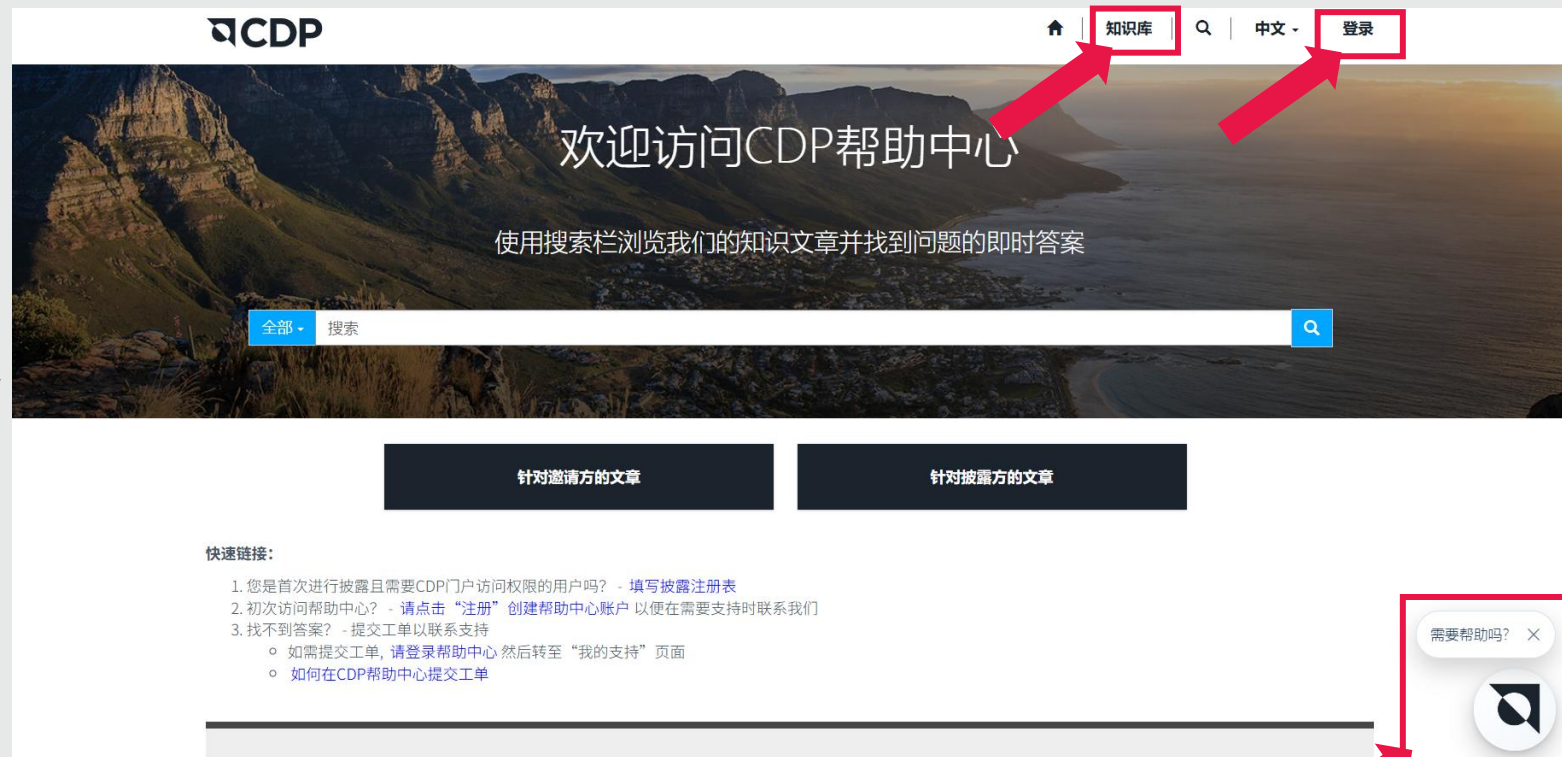 CDP
知识库
中文
登录
欢迎访问CDP帮助中心
使用搜索栏浏览我们的知识文章并找到问题的即时答案
全部 搜索
针对邀请方的文章 针对披露方的文章
快速链接：
1. 您是首次进行披露且需要CDP门户访问权限的用户吗？ - 填写披露注册表
2. 初次访问帮助中心？ - 请点击“注册”创建帮助中心账户 以便在需要支持时联系我们
3. 找不到答案？ - 提交工单以联系支持
如需提交工单, 请登录帮助中心 然后转至“我的支持”页面
如何在CDP帮助中心提交工单
需要帮助吗?